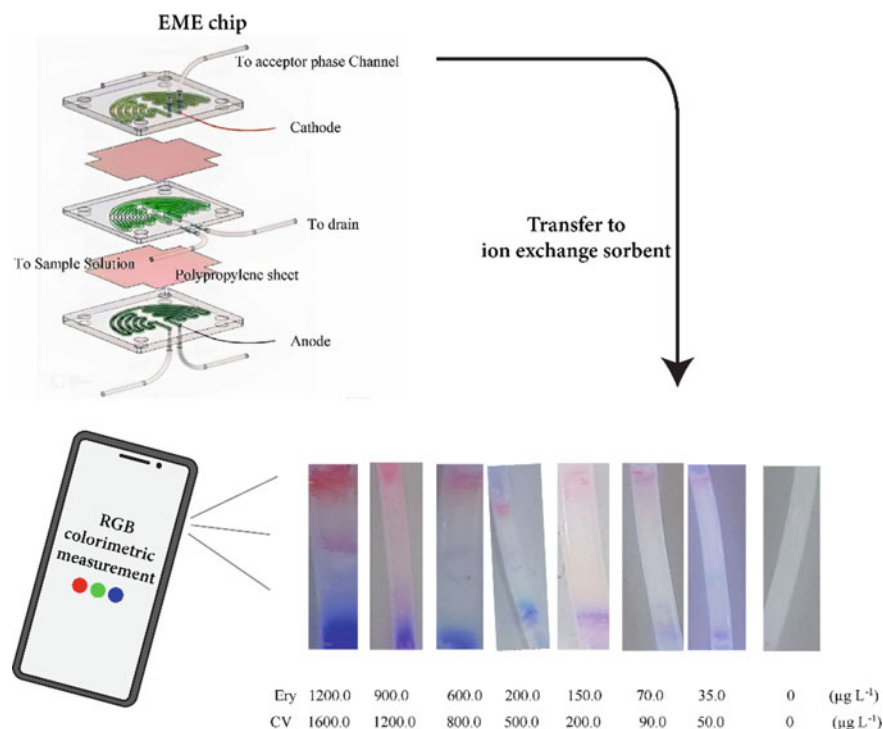 EME chip
To acceptor phase Channel
Cathode
To drain
To Sample Solution
Polypropylene sheet
Anode
Transfer to
ion exchange sorbent
RGB
colorimetric
measurement
Ery 1200.0 900.0 600.0 200.0 150.0 70.0 35.0 0 (µg L⁻¹)
CV 1600.0 1200.0 800.0 500.0 200.0 90.0 50.0 0 (µg L⁻¹)